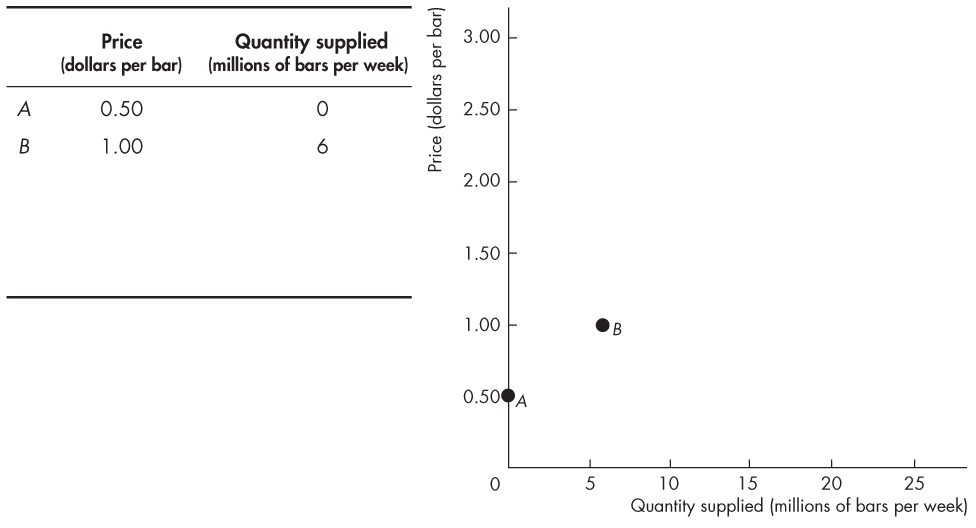 Price Quantity supplied
(dollars per bar) (millions of bars per week)
A 0.50 0
B 1.00 6
Price (dollars per bar)
3.00
2.50
2.00
1.50
1.00
B
0.50
A
0 5 10 15 20 25
Quantity supplied (millions of bars per week)